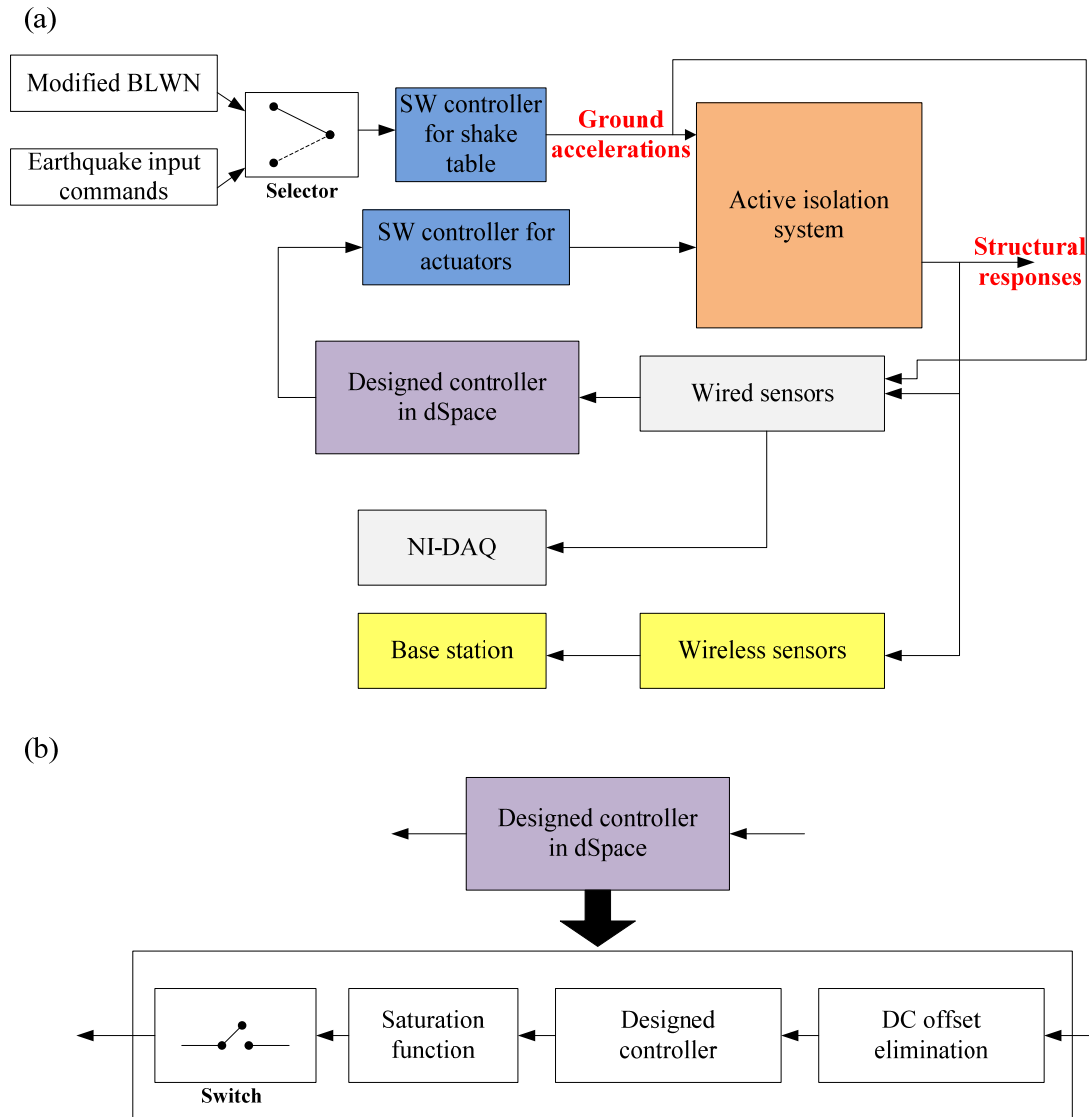 (a)
Modified BLWN
Earthquake input
commands
Selector
SW controller
for shake
table
Ground
accelerations
Active isolation
system
SW controller for
actuators
Structural
responses
Designed controller
in dSpace
Wired sensors
NI-DAQ
Base station
Wireless sensors
(b)
Designed controller
in dSpace
Switch
Saturation
function
Designed
controller
DC offset
elimination